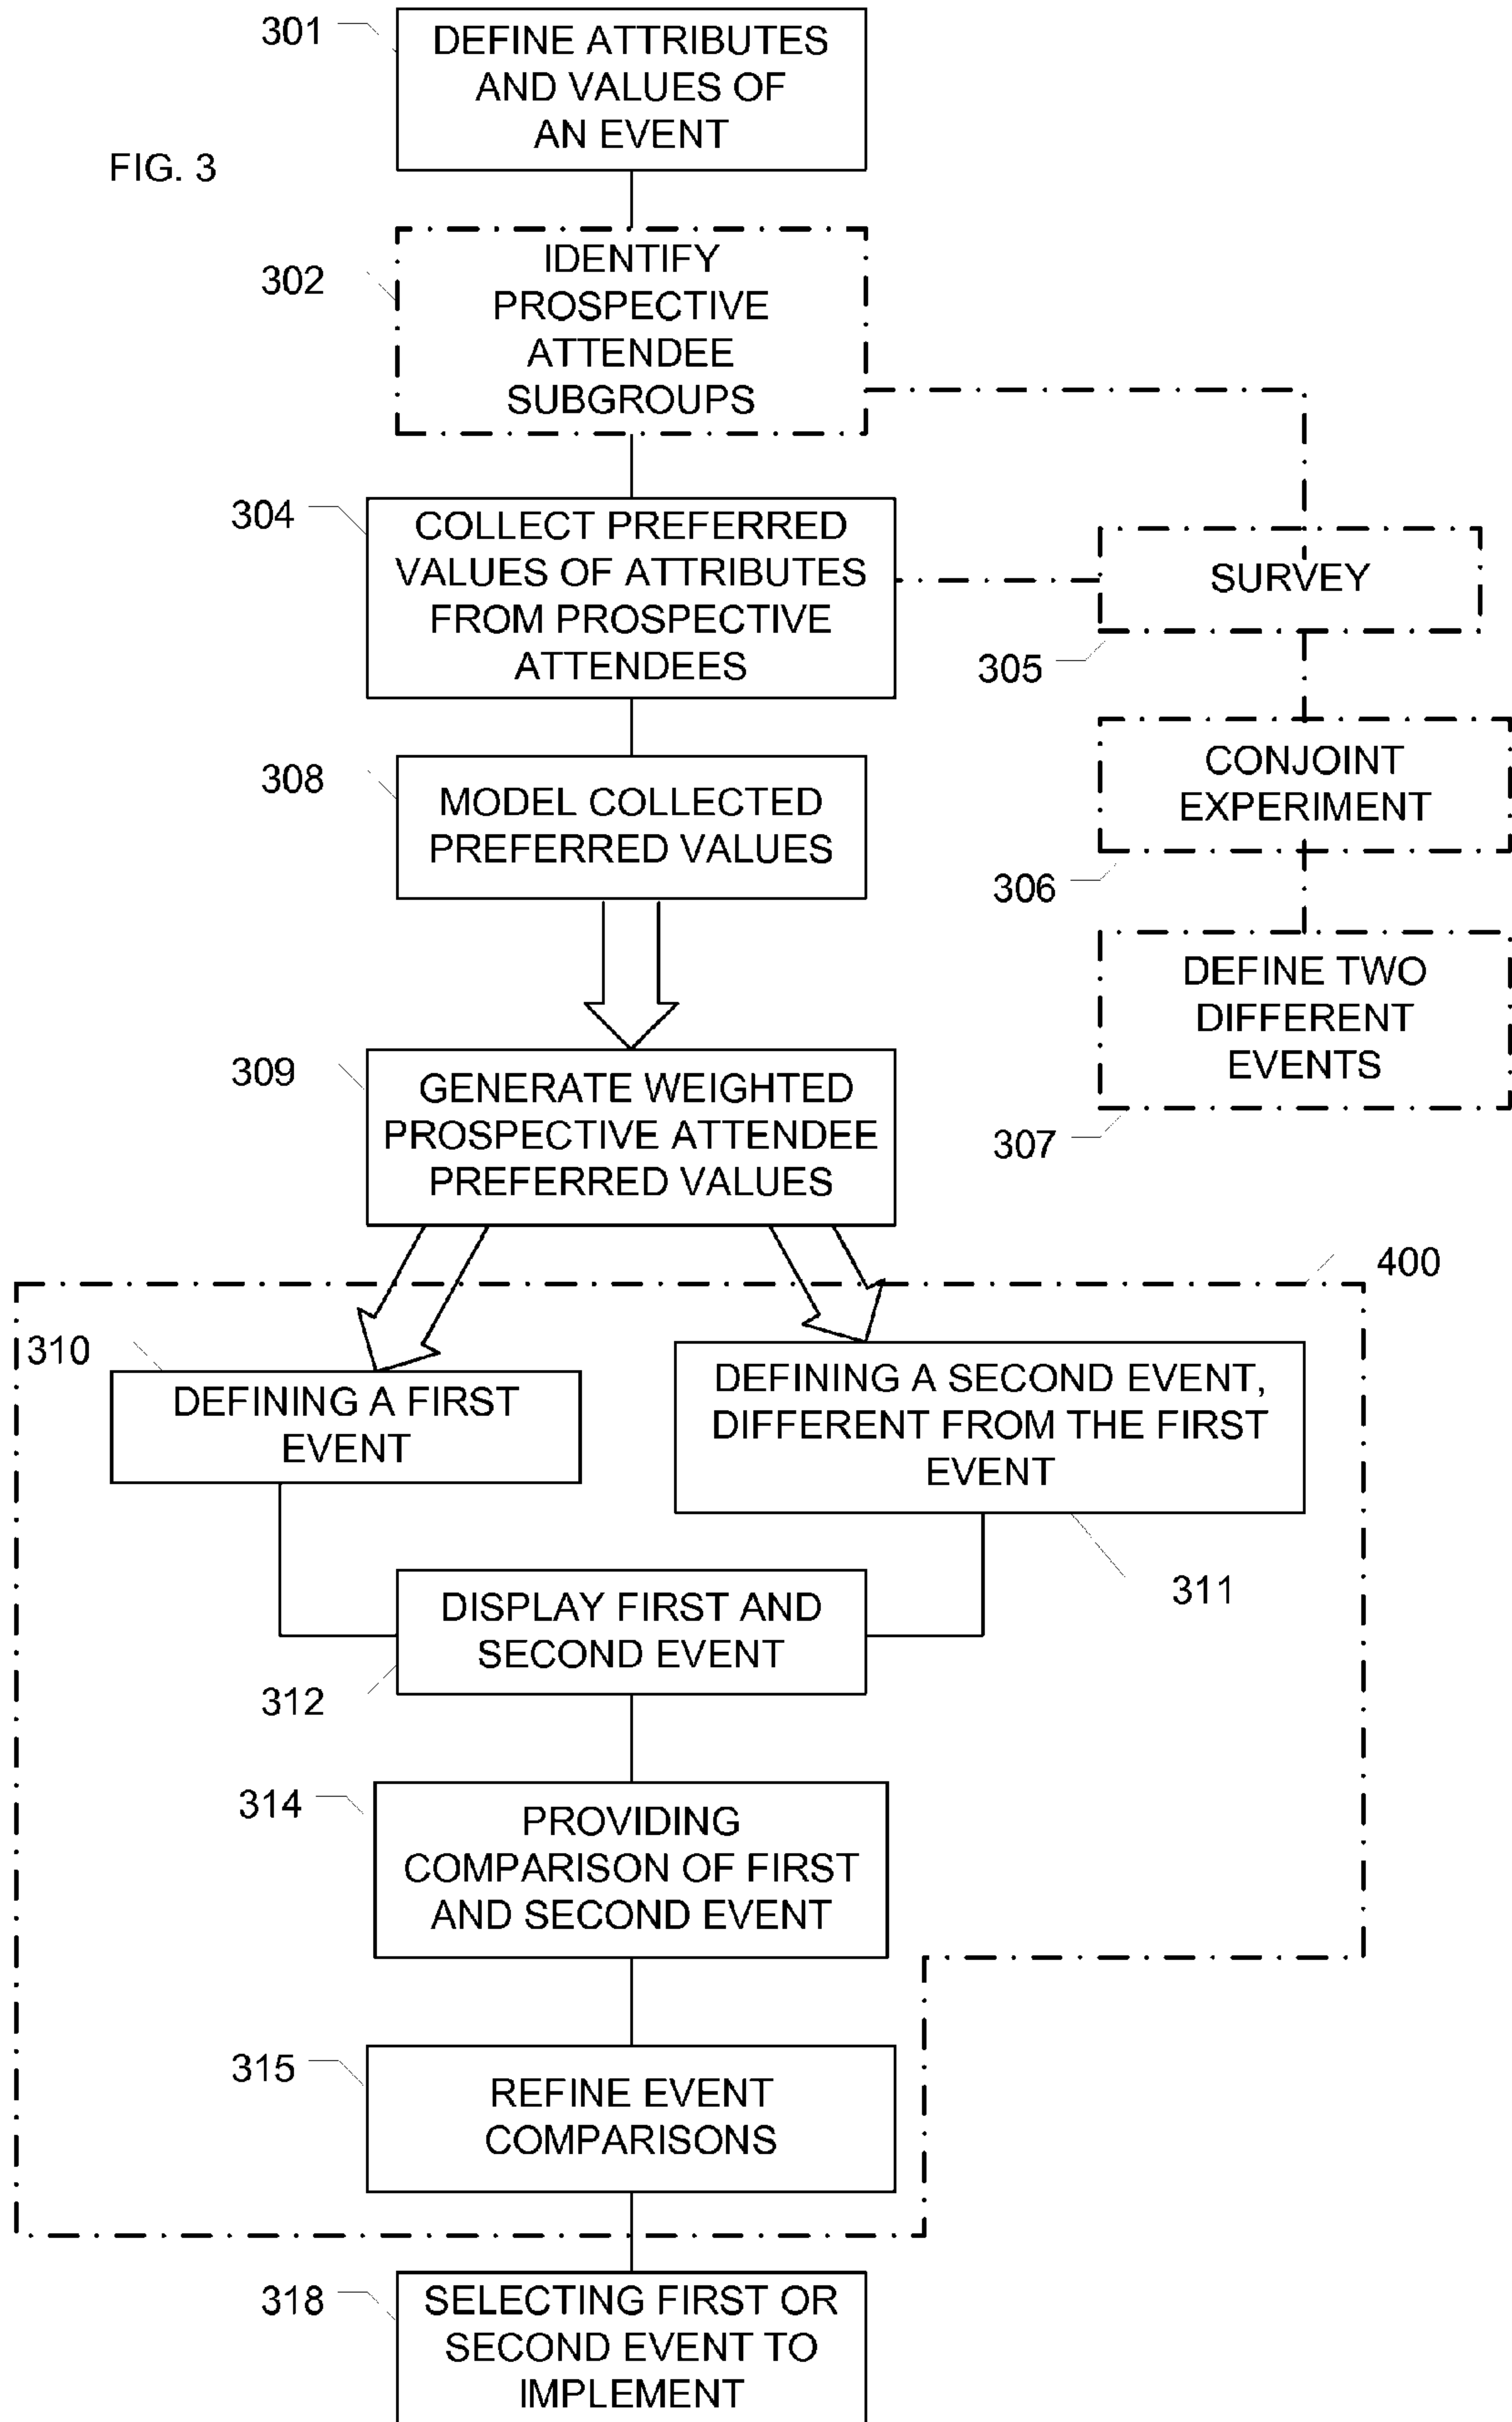 301
DEFINE ATTRIBUTES
AND VALUES OF
AN EVENT
FIG. 3
302
IDENTIFY
PROSPECTIVE
ATTENDEE
SUBGROUPS
304
COLLECT PREFERRED
VALUES OF ATTRIBUTES
FROM PROSPECTIVE
ATTENDEES
SURVEY
305
308
MODEL COLLECTED
PREFERRED VALUES
CONJOINT
EXPERIMENT
306
DEFINE TWO
DIFFERENT
EVENTS
307
309
GENERATE WEIGHTED
PROSPECTIVE ATTENDEE
PREFERRED VALUES
400
310
DEFINING A FIRST
EVENT
DEFINING A SECOND EVENT,
DIFFERENT FROM THE FIRST
EVENT
311
DISPLAY FIRST AND
SECOND EVENT
312
314
PROVIDING
COMPARISON OF FIRST
AND SECOND EVENT
315
REFINE EVENT
COMPARISONS
318
SELECTING FIRST OR
SECOND EVENT TO
IMPLEMENT